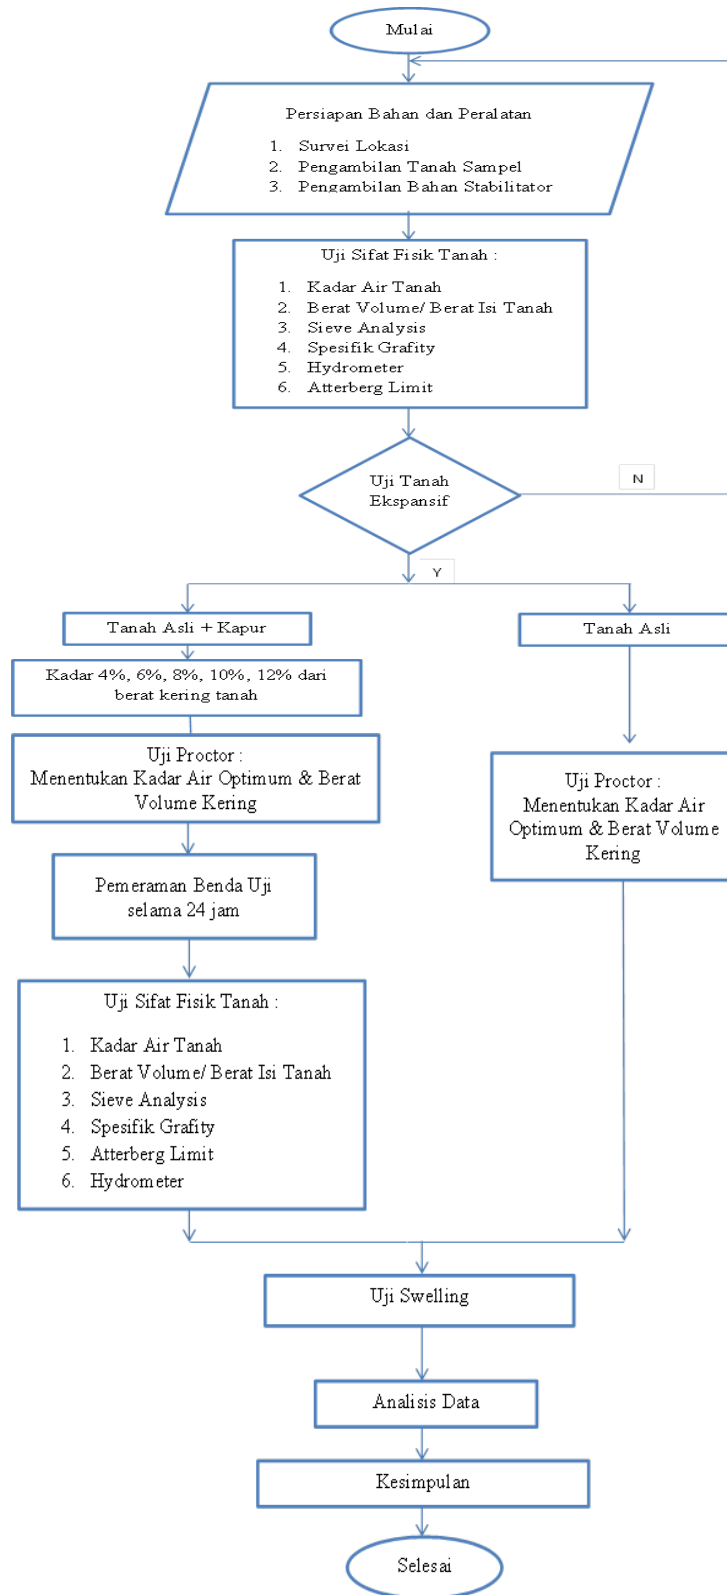 Mulai
Persiapan Bahan dan Peralatan
1. Survei Lokasi
2. Pengambilan Tanah Sampel
3. Pengambilan Bahan Stabilitator
Uji Sifat Fisik Tanah :
1. Kadar Air Tanah
2. Berat Volume/ Berat Isi Tanah
3. Sieve Analysis
4. Spesifik Grafity
5. Hydrometer
6. Atterberg Limit
Uji Tanah
Ekspansif
N
Y
Tanah Asli + Kapur
Kadar 4%, 6%, 8%, 10%, 12% dari
berat kering tanah
Uji Proctor :
Menentukan Kadar Air Optimum & Berat
Volume Kering
Pemeraman Benda Uji
selama 24 jam
Uji Sifat Fisik Tanah :
1. Kadar Air Tanah
2. Berat Volume/ Berat Isi Tanah
3. Sieve Analysis
4. Spesifik Grafity
5. Atterberg Limit
6. Hydrometer
Tanah Asli
Uji Proctor :
Menentukan Kadar Air
Optimum & Berat Volume
Kering
Uji Swelling
Analisis Data
Kesimpulan
Selesai